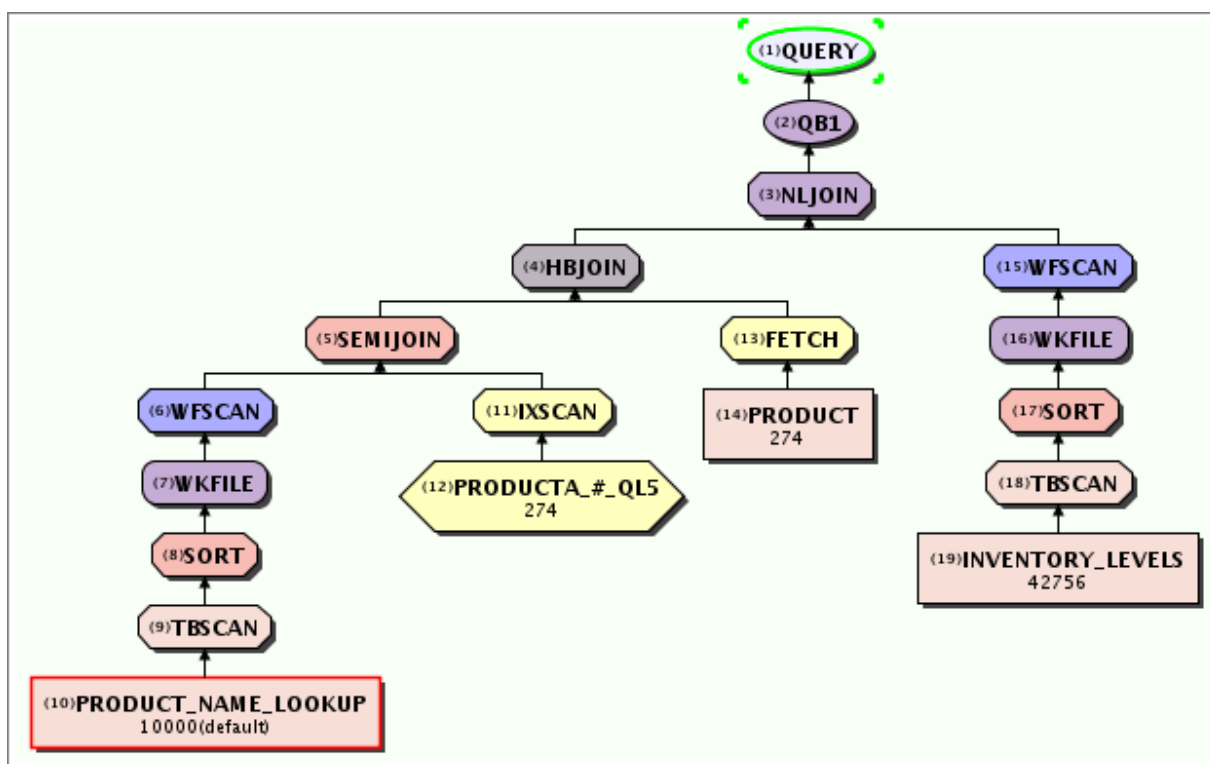 (1)QUERY
(2)QB1
(3)NLJOIN
(4)HBJOIN
(15)WFSCAN
(5)SEMIJOIN
(13)FETCH
(16)WKFILE
(6)WFSCAN
(11)IXSCAN
(14)PRODUCT
274
(17)SORT
(7)WKFILE
(12)PRODUCTA_#_QL5
274
(18)TBSCAN
(8)SORT
(19)INVENTORY_LEVELS
42756
(9)TBSCAN
(10)PRODUCT_NAME_LOOKUP
10000(default)